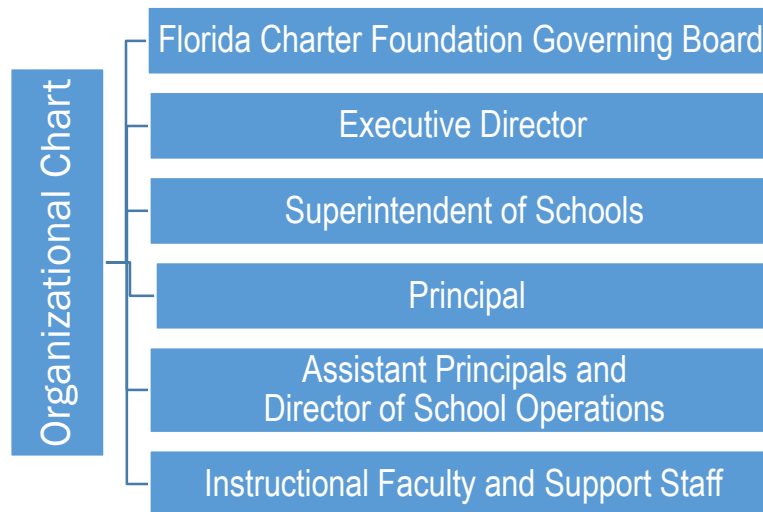 Organizational Chart
Florida Charter Foundation Governing Board
Executive Director
Superintendent of Schools
Principal
Assistant Principals and
Director of School Operations
Instructional Faculty and Support Staff